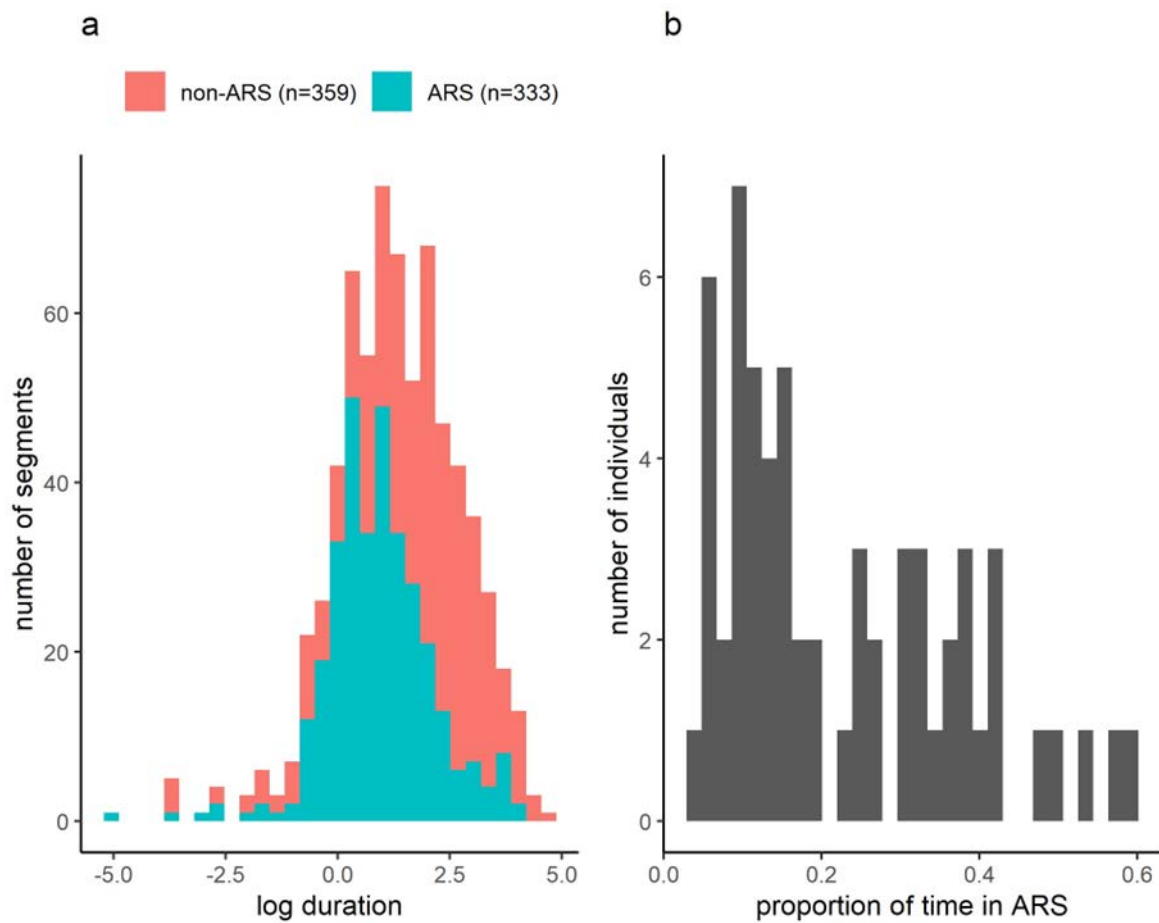 a
b
non-ARS (n=359)
ARS (n=333)
number of segments
60
40
20
0
-5.0
-2.5
0.0
2.5
5.0
log duration
number of individuals
6
4
2
0
0.0
0.2
0.4
0.6
proportion of time in ARS